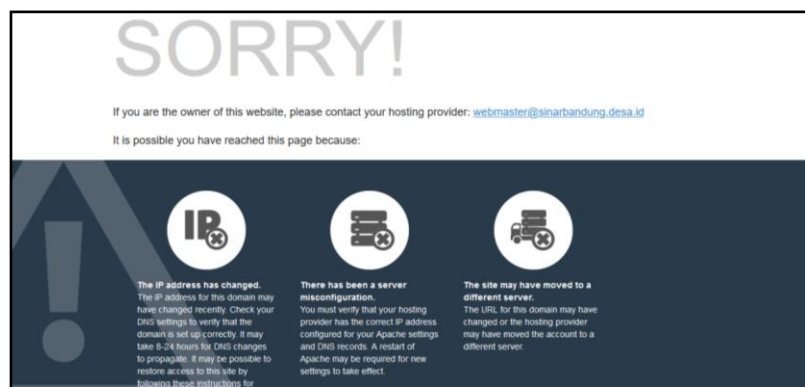 SORRY!
If you are the owner of this website, please contact your hosting provider: webmaster@sinarbandung.desa.id
It is possible you have reached this page because:
IP
The IP address has changed.
The IP address for this domain may
have changed recently. Check your
DNS settings to verify that the
domain is set up correctly. It may
take 8-24 hours for DNS changes
to propagate. It may be possible to
restore access to this site by
following these instructions for
There has been a server
misconfiguration.
You must verify that your hosting
provider has the correct IP address
configured for your Apache settings
and DNS records. A restart of
Apache may be required for new
settings to take effect.
The site may have moved to a
different server.
The URL for this domain may have
changed or the hosting provider
may have moved the account to a
different server.